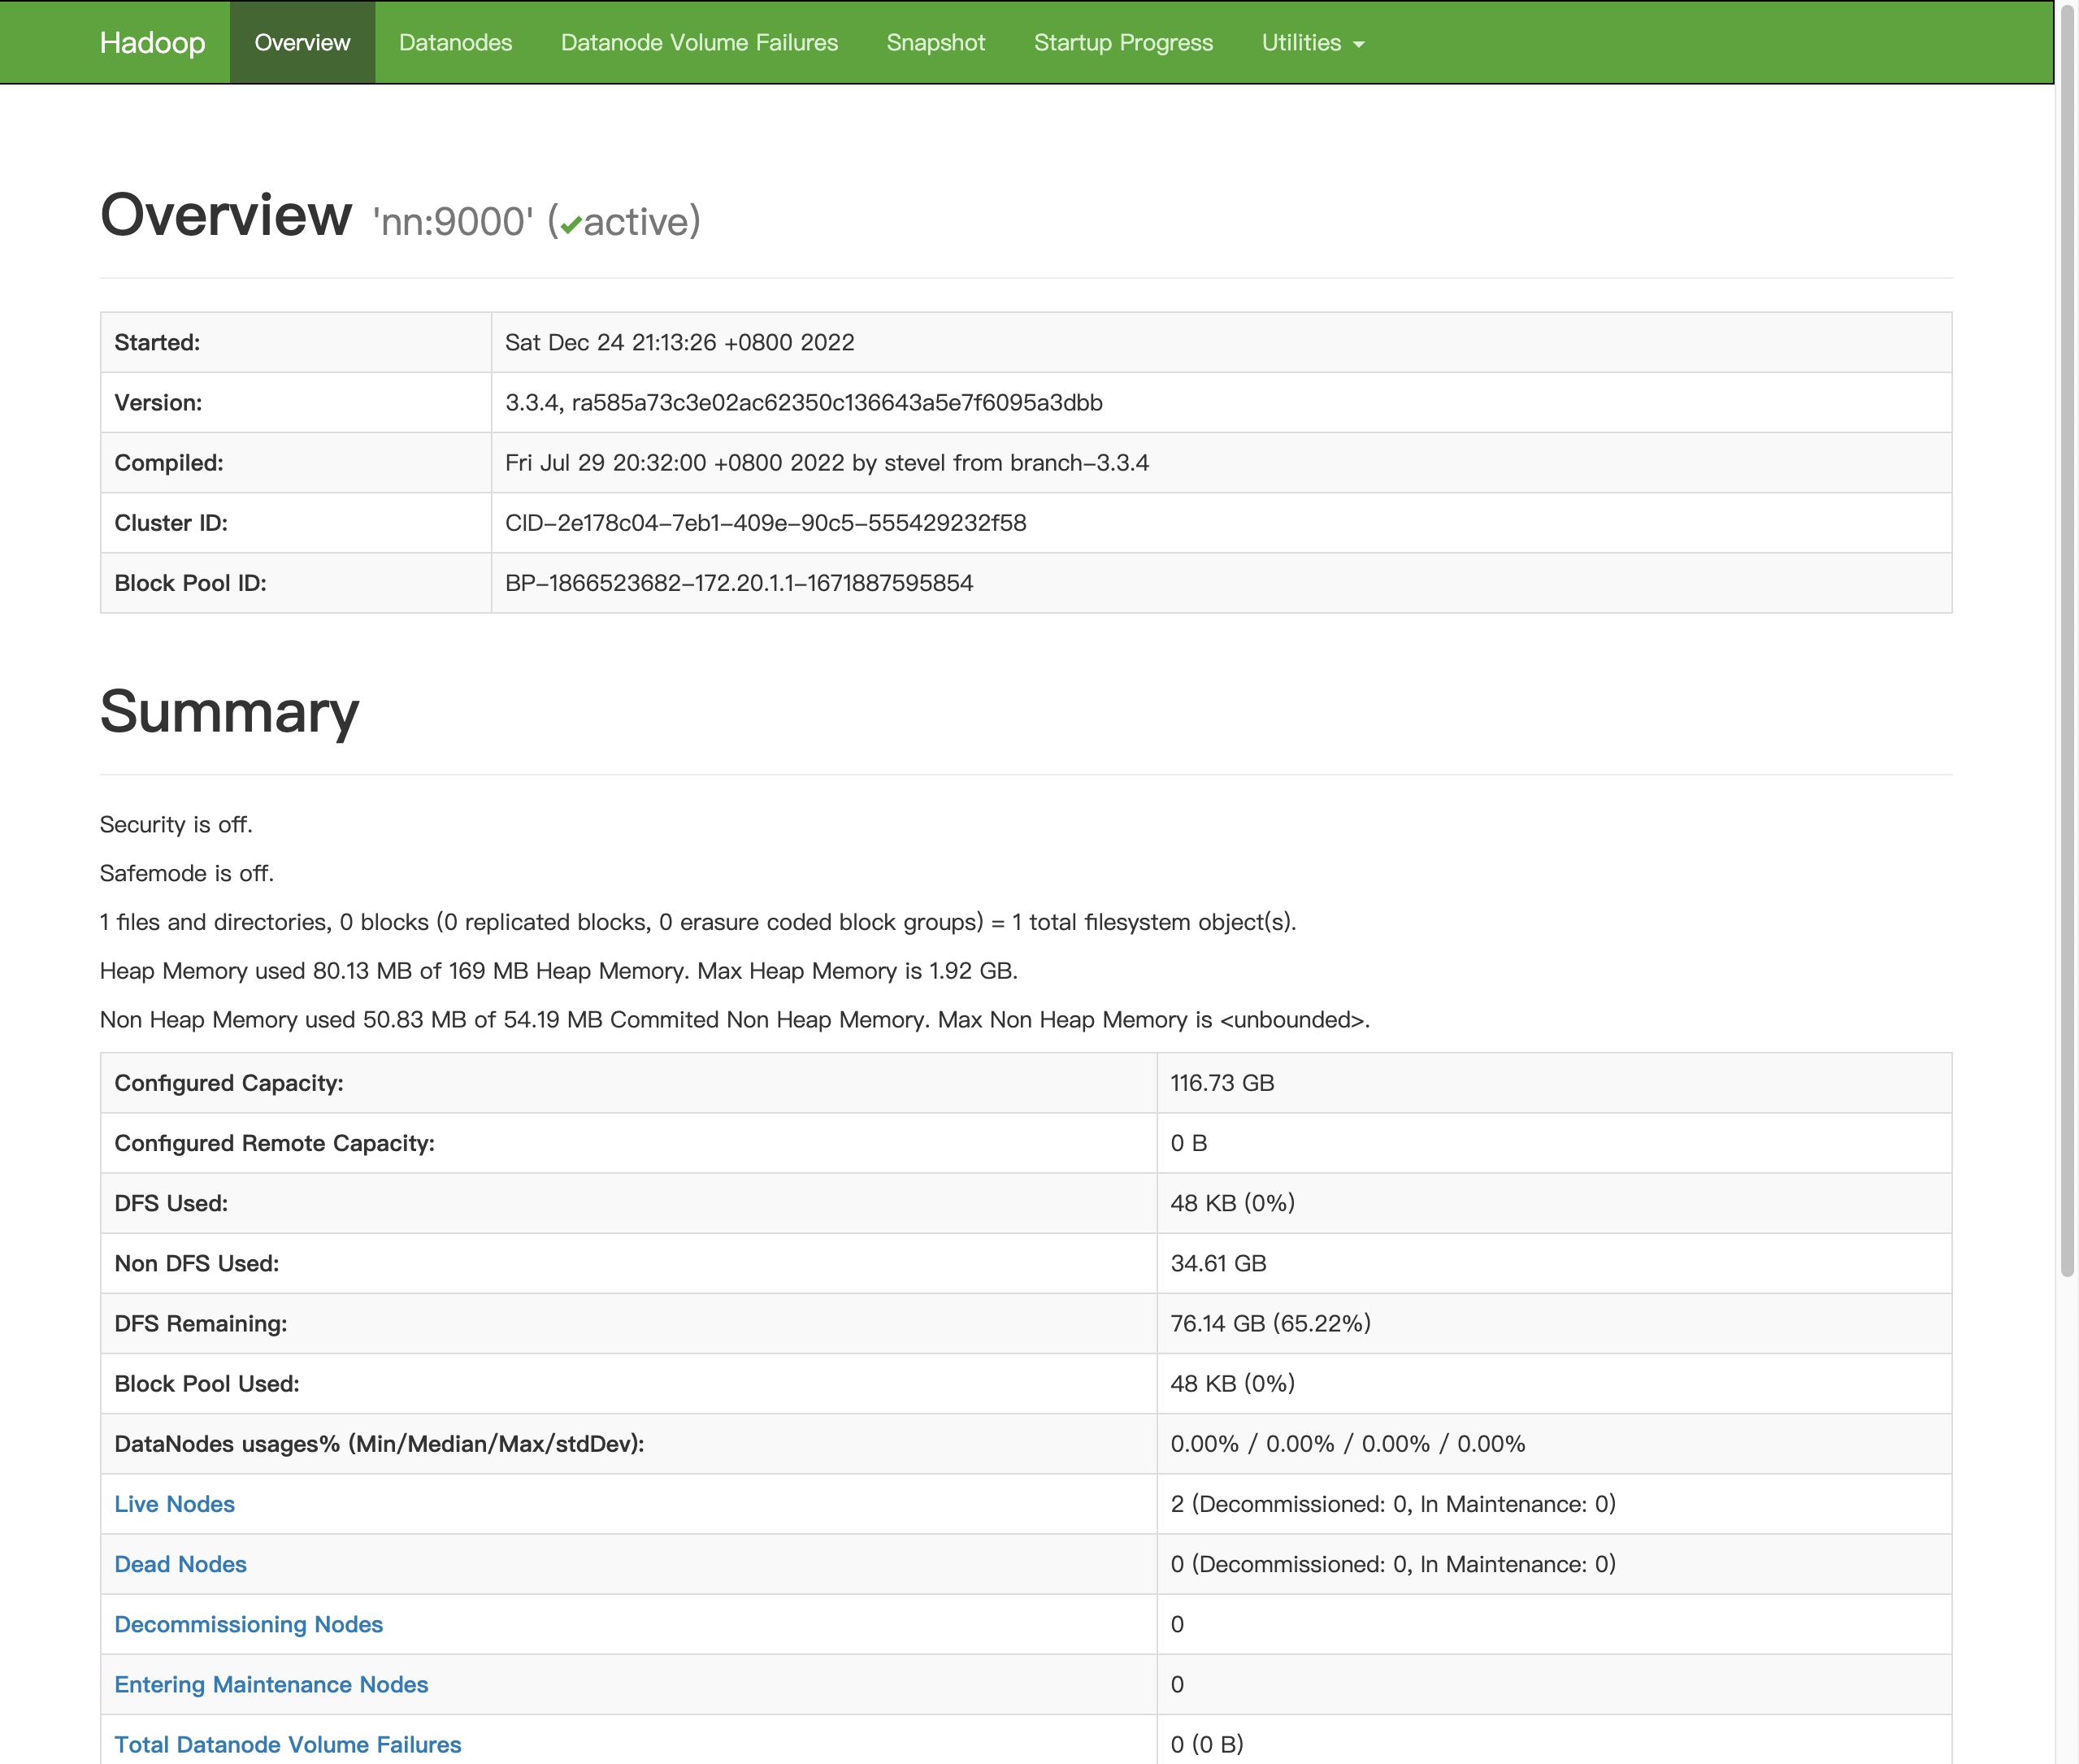 Hadoop Overview Datanodes Datanode Volume Failures Snapshot Startup Progress Utilities
Overview 'nn:9000' (✔active)
Started: Sat Dec 24 21:13:26 +0800 2022
Version: 3.3.4, ra585a73c3e02ac62350c136643a5e7f6095a3dbb
Compiled: Fri Jul 29 20:32:00 +0800 2022 by stevel from branch-3.3.4
Cluster ID: CID-2e178c04-7eb1-409e-90c5-555429232f58
Block Pool ID: BP-1866523682-172.20.1.1-1671887595854
Summary
Security is off.
Safemode is off.
1 files and directories, 0 blocks (0 replicated blocks, 0 erasure coded block groups) = 1 total filesystem object(s).
Heap Memory used 80.13 MB of 169 MB Heap Memory. Max Heap Memory is 1.92 GB.
Non Heap Memory used 50.83 MB of 54.19 MB Commited Non Heap Memory. Max Non Heap Memory is <unbounded>.
Configured Capacity: 116.73 GB
Configured Remote Capacity: 0 B
DFS Used: 48 KB (0%)
Non DFS Used: 34.61 GB
DFS Remaining: 76.14 GB (65.22%)
Block Pool Used: 48 KB (0%)
DataNodes usages% (Min/Median/Max/stdDev): 0.00% / 0.00% / 0.00% / 0.00%
Live Nodes 2 (Decommissioned: 0, In Maintenance: 0)
Dead Nodes 0 (Decommissioned: 0, In Maintenance: 0)
Decommissioning Nodes 0
Entering Maintenance Nodes 0
Total Datanode Volume Failures 0 (0 B)